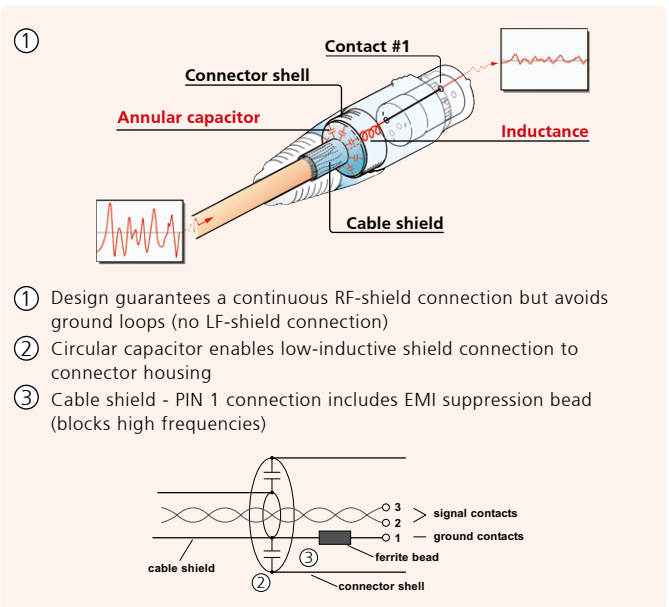 1
Contact #1
Connector shell
Annular capacitor
Inductance
Cable shield
1 Design guarantees a continuous RF-shield connection but avoids
ground loops (no LF-shield connection)
2 Circular capacitor enables low-inductive shield connection to
connector housing
3 Cable shield - PIN 1 connection includes EMI suppression bead
(blocks high frequencies)
3
2
1
signal contacts
ground contacts
cable shield
2
3
ferrite bead
connector shell